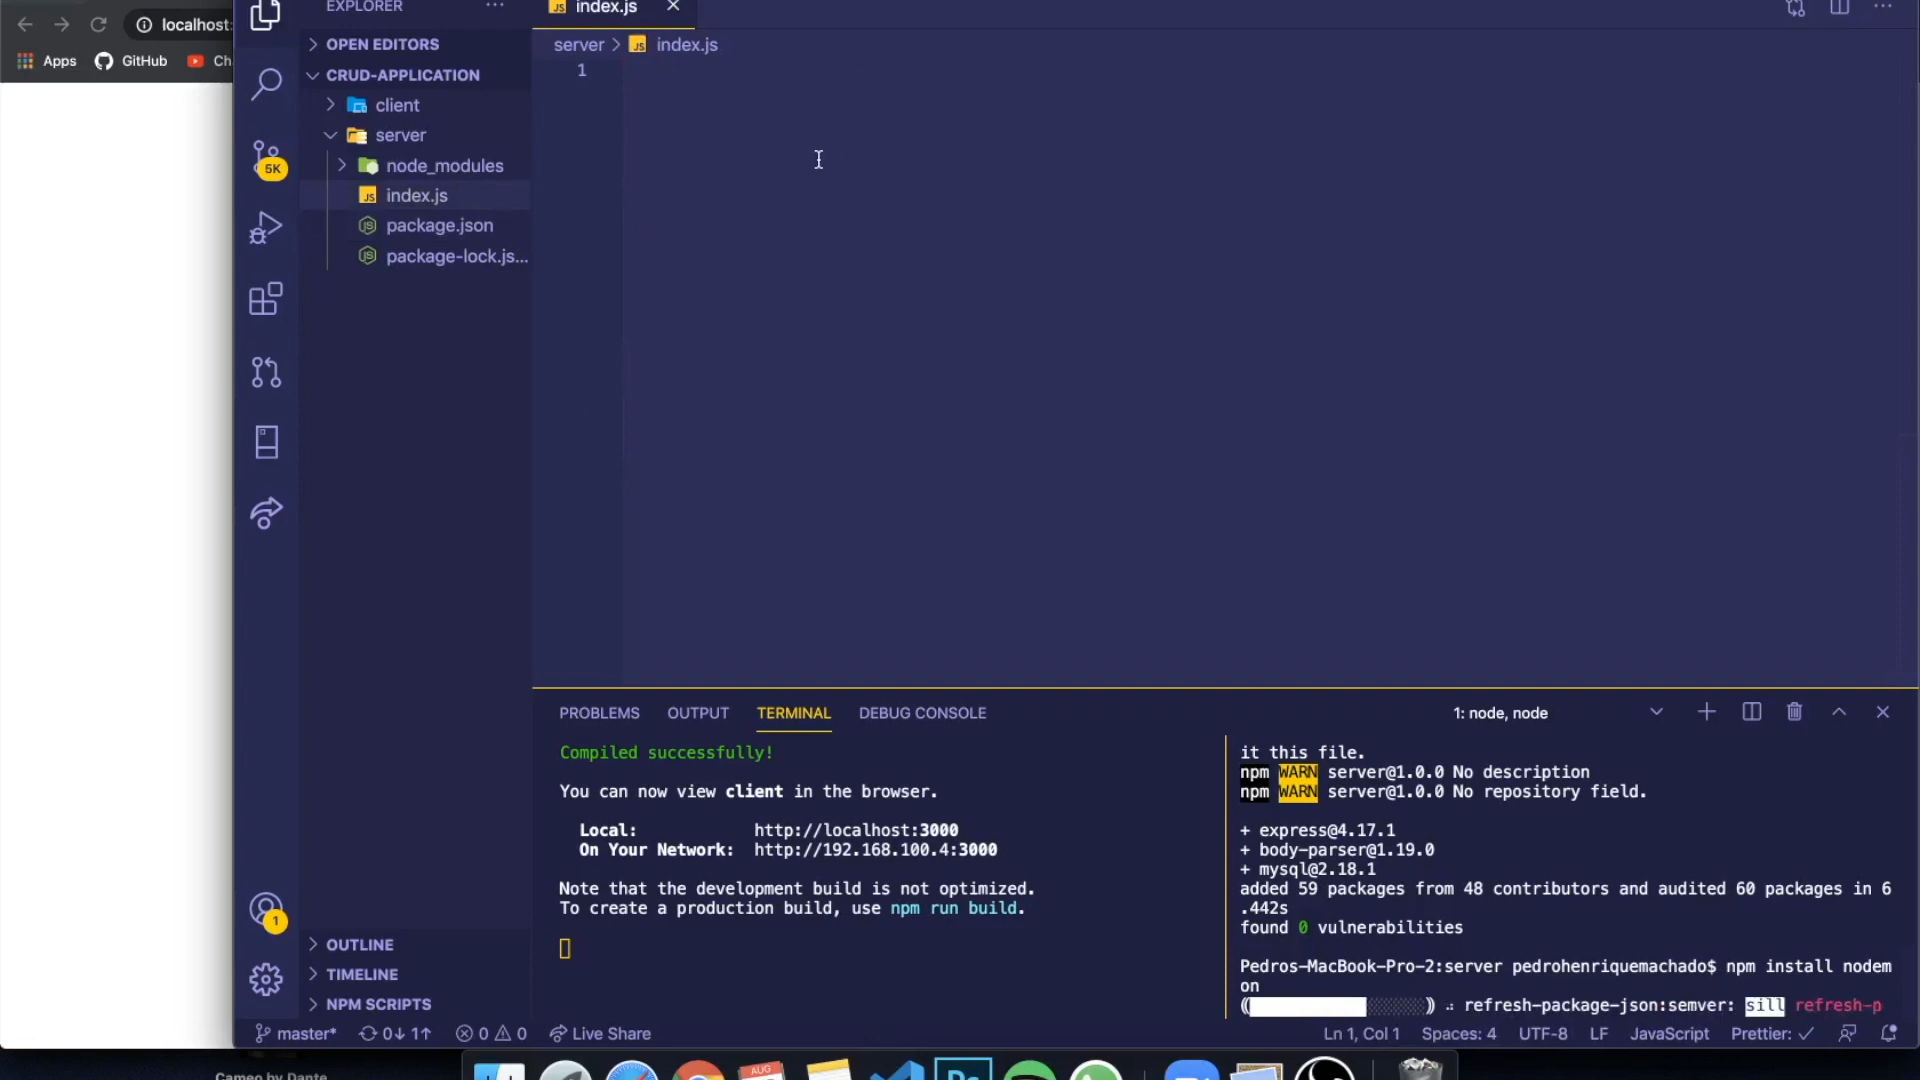 localhost:
Apps GitHub Ch
EXPLORER
OPEN EDITORS
CRUD-APPLICATION
client
server
node_modules
index.js
package.json
package-lock.js...
5K
1
OUTLINE
TIMELINE
NPM SCRIPTS
index.js
server > index.js
1
PROBLEMS OUTPUT TERMINAL DEBUG CONSOLE 1: node, node
Compiled successfully!
You can now view client in the browser.
Local: http://localhost:3000
On Your Network: http://192.168.100.4:3000
Note that the development build is not optimized.
To create a production build, use npm run build.
it this file.
npm WARN server@1.0.0 No description
npm WARN server@1.0.0 No repository field.
+ express@4.17.1
+ body-parser@1.19.0
+ mysql@2.18.1
added 59 packages from 48 contributors and audited 60 packages in 6
.442s
found 0 vulnerabilities
Pedros-MacBook-Pro-2:server pedrohenriquemachado$ npm install nodem
on
refresh-package-json:semver: sill refresh-p
master* 0↓ 1↑ 0 0 Live Share Ln 1, Col 1 Spaces: 4 UTF-8 LF JavaScript Prettier: ✓
Cameo by Dante
AUG
Ps